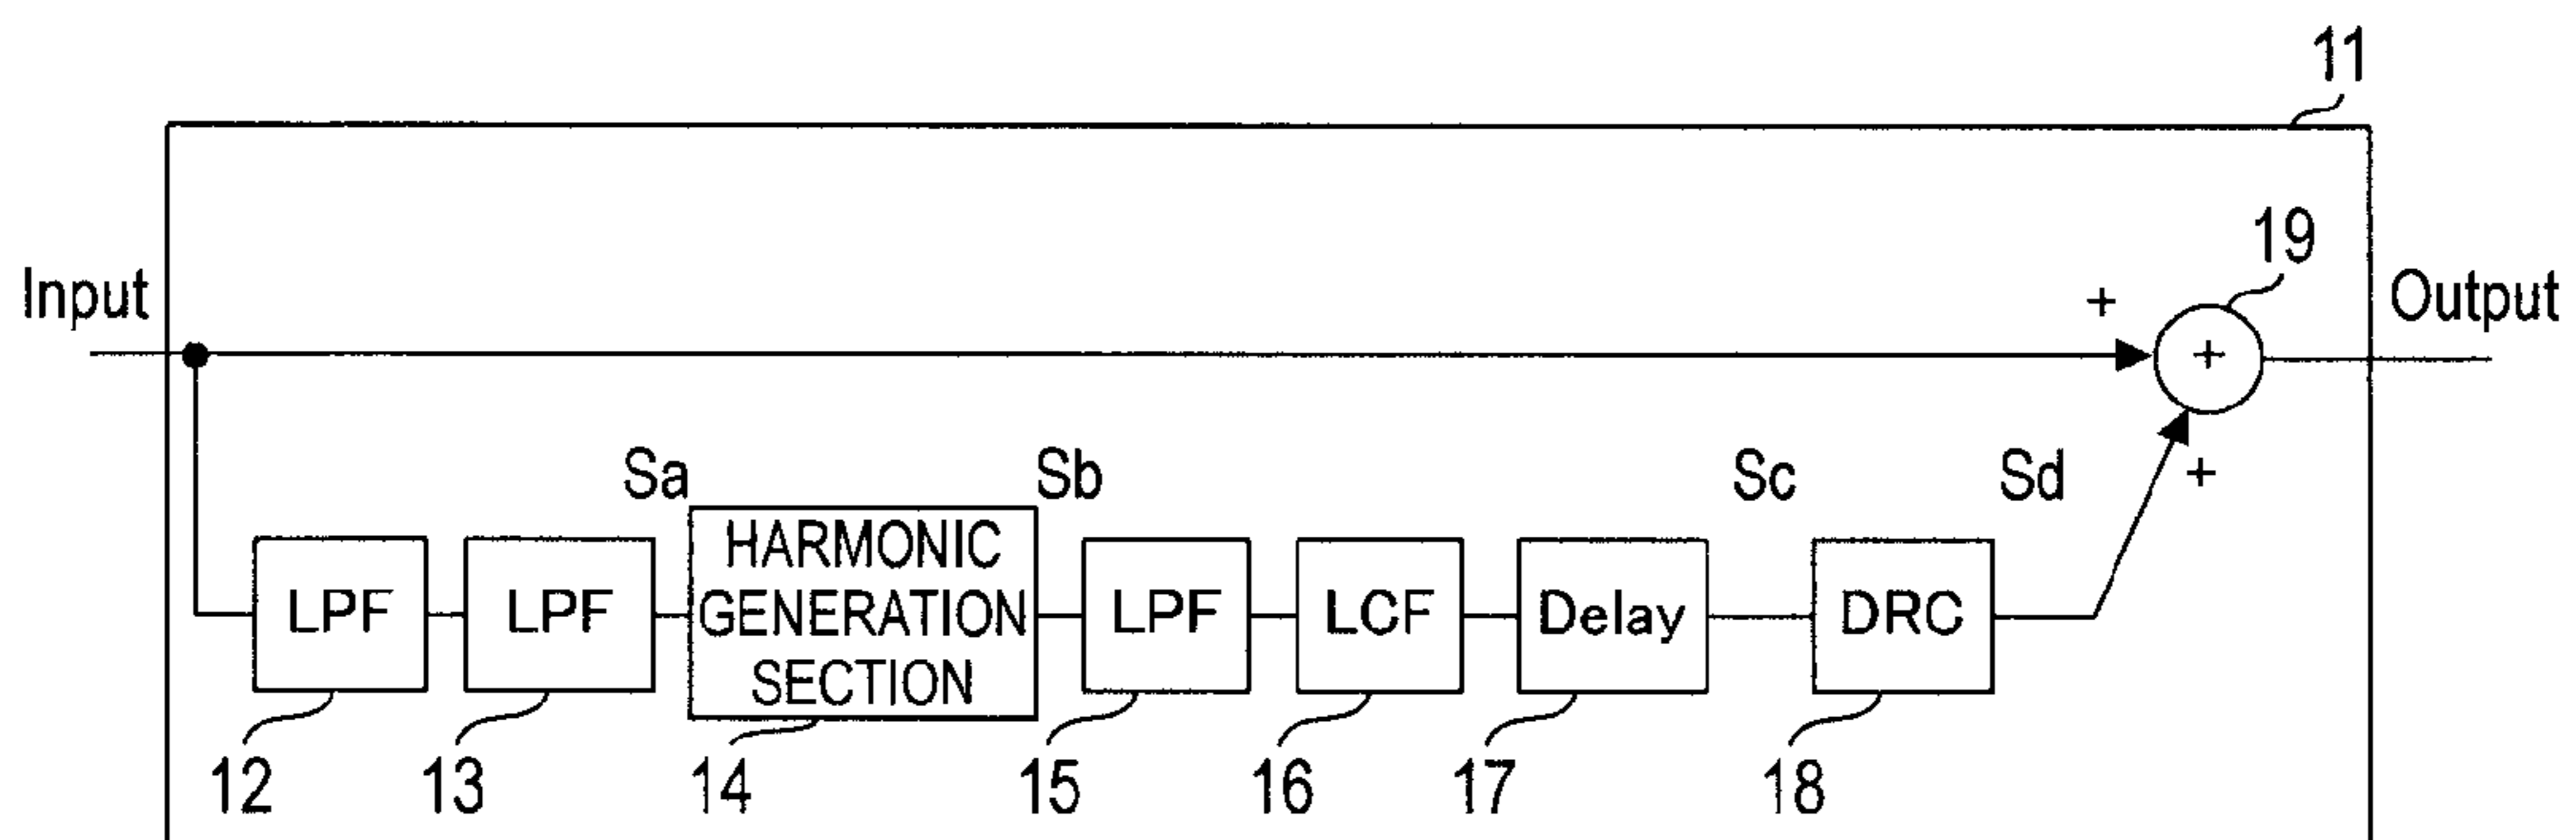 11
19
Input
+
+
Output
Sa
Sb
Sc
Sd
+
LPF
LPF
HARMONIC
GENERATION
SECTION
LPF
LCF
Delay
DRC
12
13
14
15
16
17
18